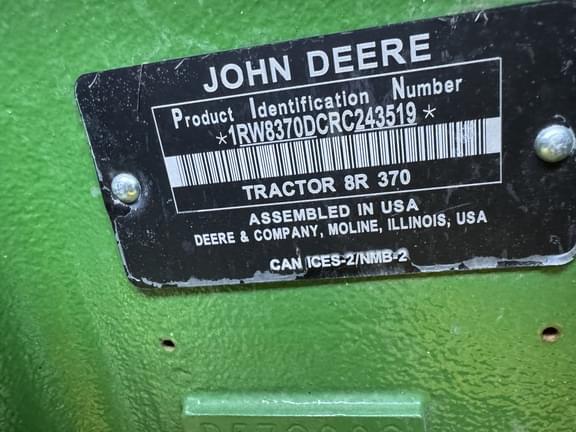 JOHN DEERE
Product Identification Number
*1RW8370DCRC243519*
TRACTOR 8R 370
ASSEMBLED IN USA
DEERE & COMPANY, MOLINE, ILLINOIS, USA
CAN ICES-2/NMB-2